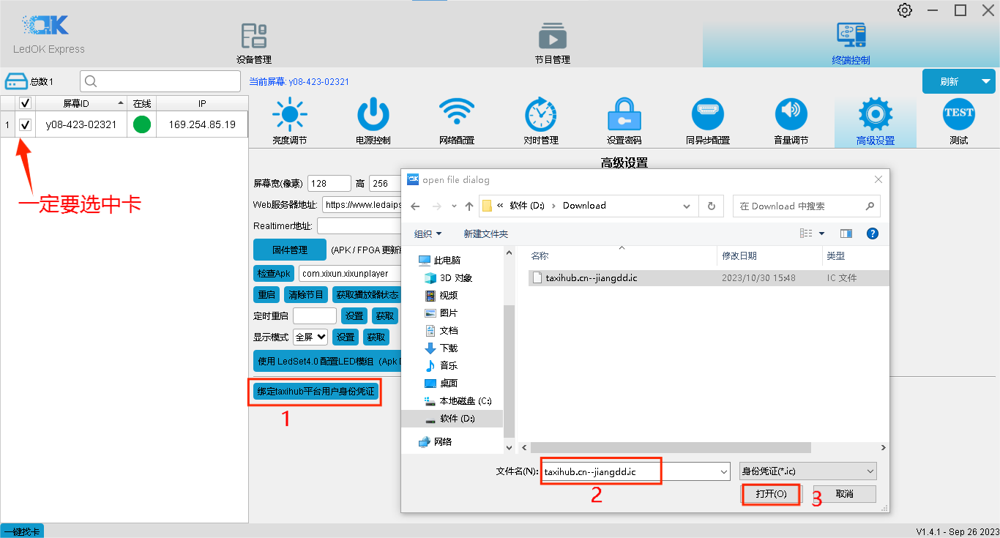 LedOK Express
设备管理
节目管理
终端控制
总数1
当前屏幕: y08-423-02321
刷新
屏幕ID 在线 IP
1 y08-423-02321 169.254.85.19
一定要选中卡
亮度调节
电源控制
网络配置
对时管理
设置密码
同异步配置
音量调节
高级设置
TEST
测试
高级设置
屏幕宽(像素) 128 高 256
Web服务器地址: https://www.ledaips
Realtimer地址:
固件管理 (APK / FPGA 更新
检查Apk com.xixun.xixunplayer
重启 清除节目 获取播放器状态
定时重启 设置 获取
显示模式 全屏 设置 获取
使用 LedSet4.0 配置LED模组 (Apk
绑定taxihub平台用户身份凭证
1
open file dialog
« 软件 (D:) › Download
在 Download 中搜索
组织 新建文件夹
此电脑
3D 对象
视频
图片
文档
下载
音乐
桌面
本地磁盘 (C:)
软件 (D:)
网络
名称 修改日期 类型
taxihub.cn--jiangdd.ic 2023/10/30 15:48 IC 文件
文件名(N): taxihub.cn--jiangdd.ic 身份凭证(*.ic)
2
打开(O) 3 取消
一键找卡
V1.4.1 - Sep 26 2023